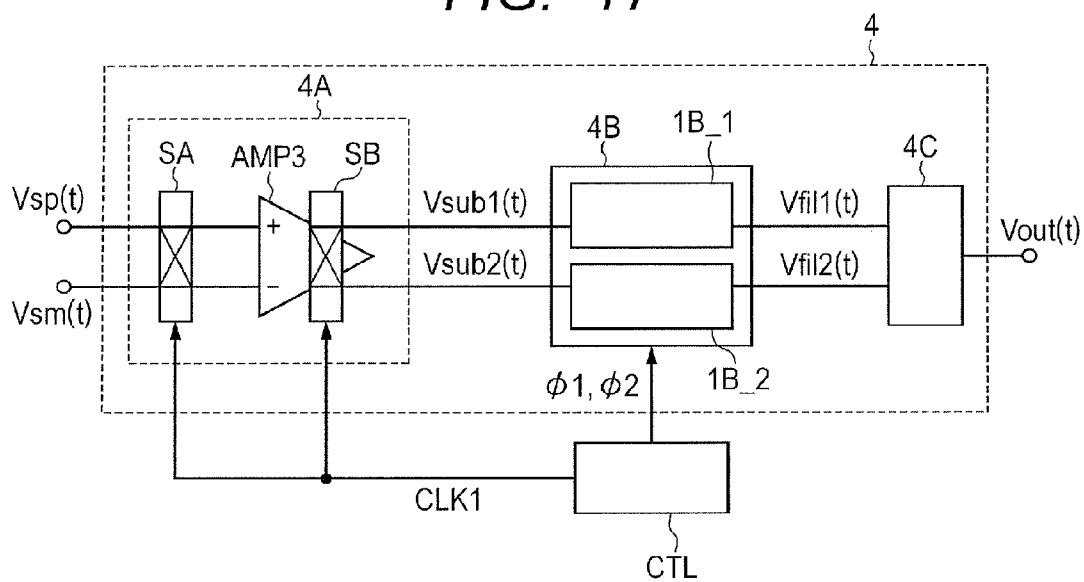 4
4A
SA
AMP3
SB
4B
1B_1
4C
Vsp(t)
+
Vsub1(t)
Vfil1(t)
Vout(t)
Vsub2(t)
Vfil2(t)
−
Vsm(t)
1B_2
ϕ1, ϕ2
CLK1
CTL